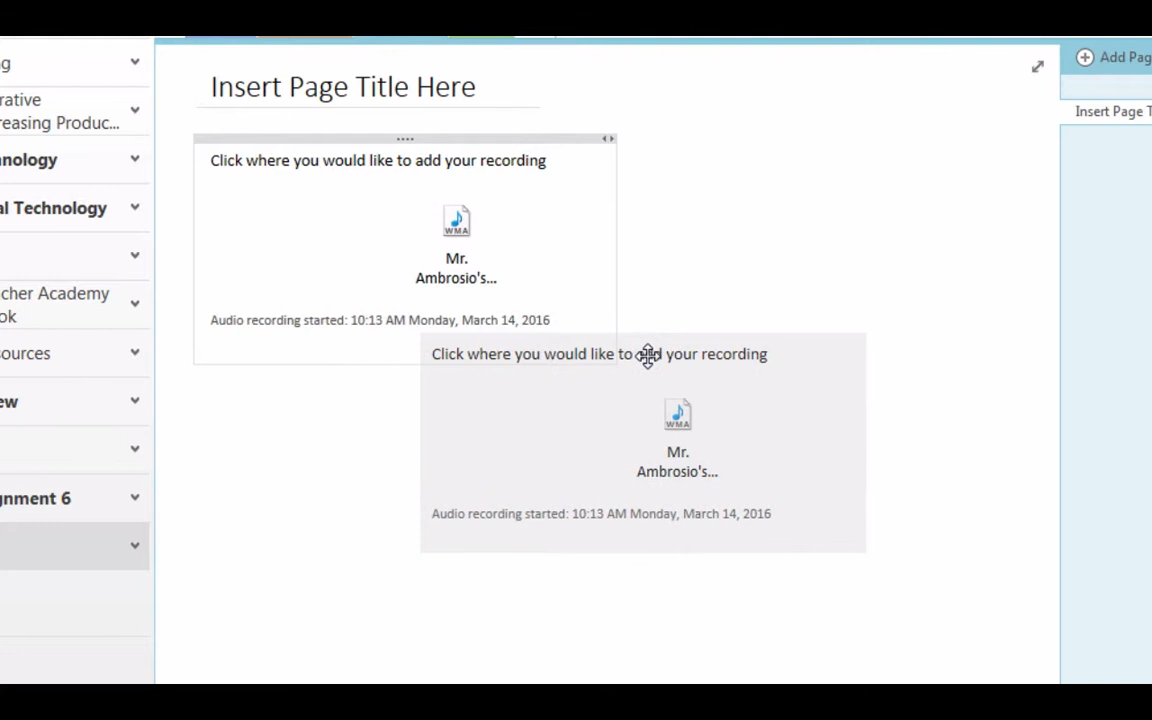 g
rative
reasing Produc...
nology
al Technology
cher Academy
ok
sources
ew
gnment 6
Insert Page Title Here
Click where you would like to add your recording
WMA
Mr.
Ambrosio's...
Audio recording started: 10:13 AM Monday, March 14, 2016
Click where you would like to add your recording
WMA
Mr.
Ambrosio's...
Audio recording started: 10:13 AM Monday, March 14, 2016
Add Pag
Insert Page T